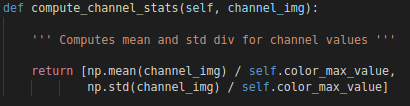 def compute_channel_stats(self, channel_img):
''' Computes mean and std div for channel values '''
return [np.mean(channel_img) / self.color_max_value,
np.std(channel_img) / self.color_max_value]